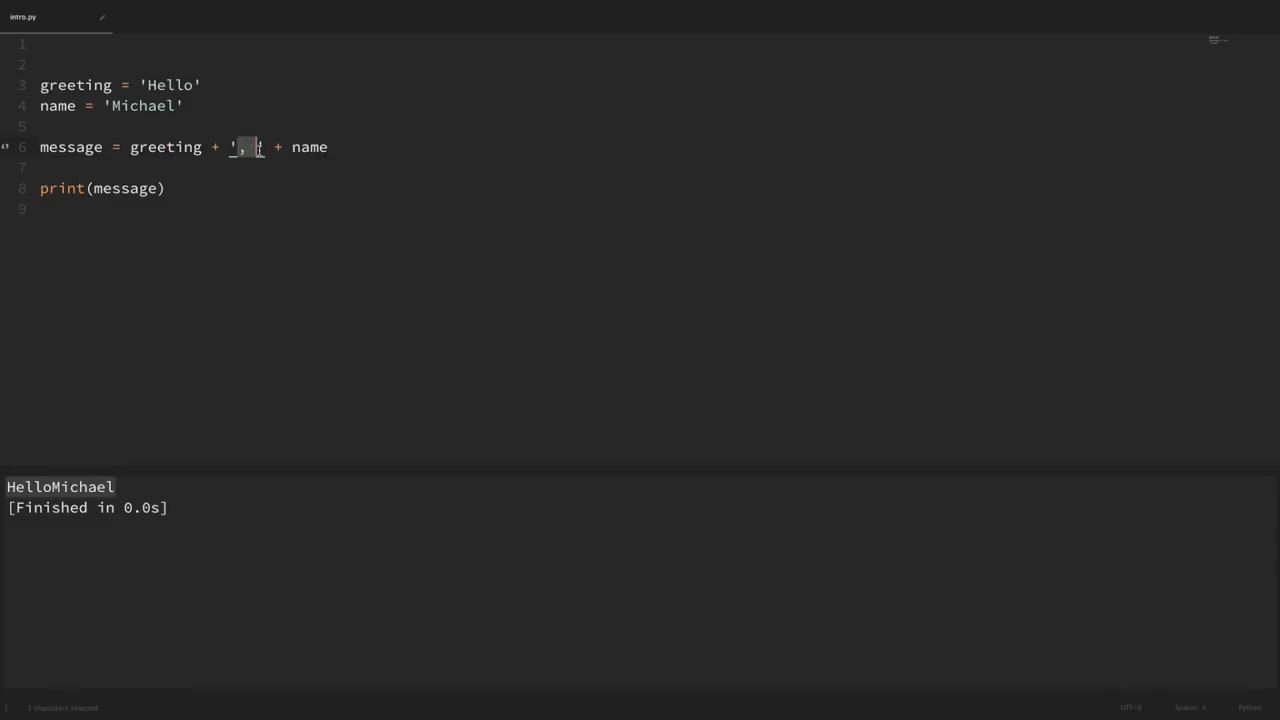 intro.py
1
2
3 greeting = 'Hello'
4 name = 'Michael'
5
6 message = greeting + ', ' + name
7
8 print(message)
9
HelloMichael
[Finished in 0.0s]
2 characters selected UTF-8 Spaces: 4 Python